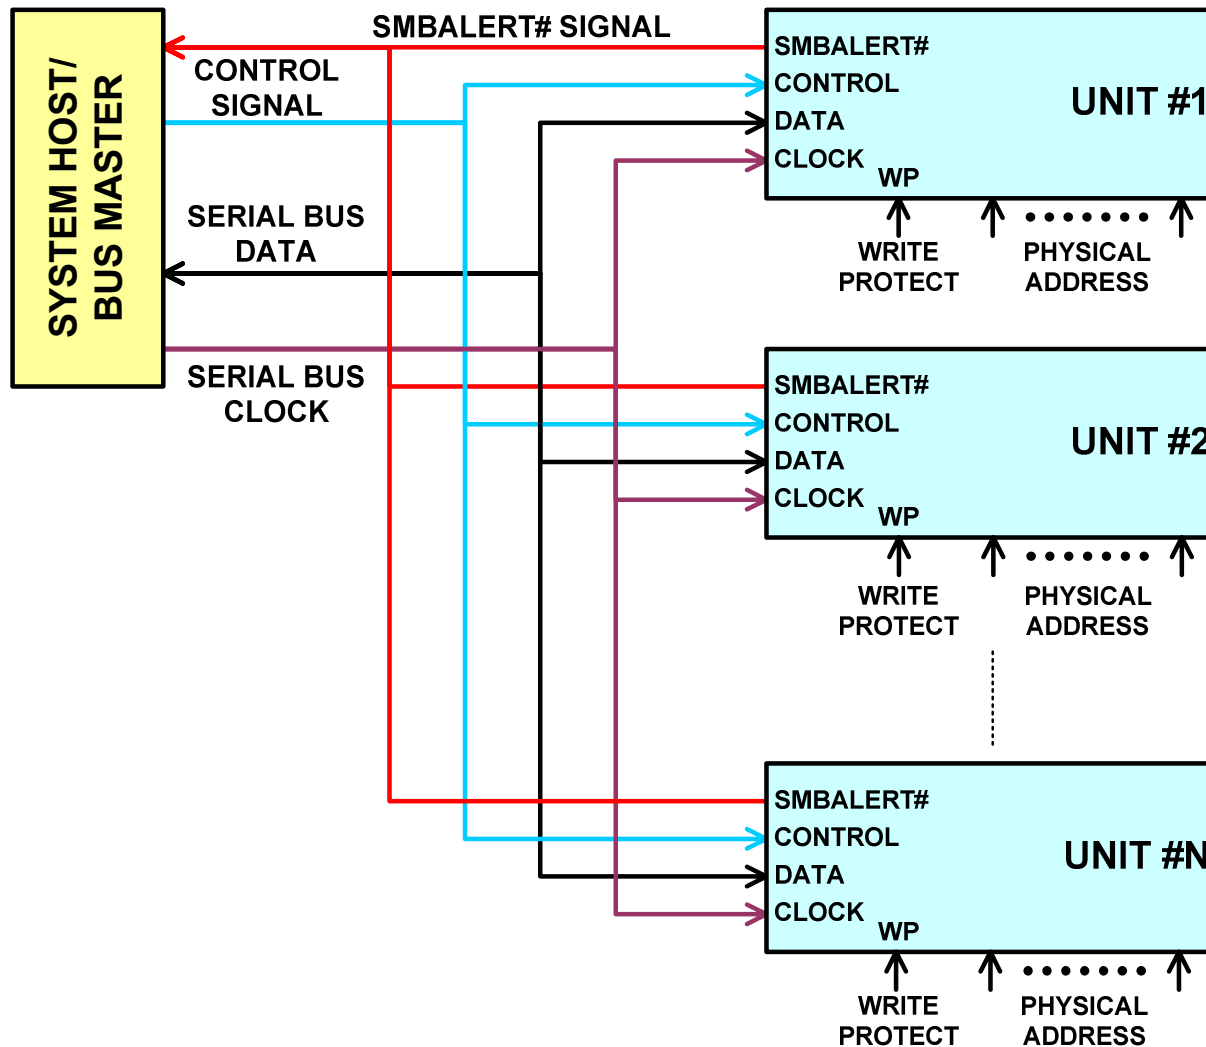 SYSTEM HOST/
BUS MASTER
SMBALERT# SIGNAL
CONTROL
SIGNAL
SERIAL BUS
DATA
SERIAL BUS
CLOCK
SMBALERT#
CONTROL
DATA
CLOCK
WP
UNIT #1
WRITE
PROTECT
PHYSICAL
ADDRESS
SMBALERT#
CONTROL
DATA
CLOCK
WP
UNIT #2
WRITE
PROTECT
PHYSICAL
ADDRESS
SMBALERT#
CONTROL
DATA
CLOCK
WP
UNIT #N
WRITE
PROTECT
PHYSICAL
ADDRESS